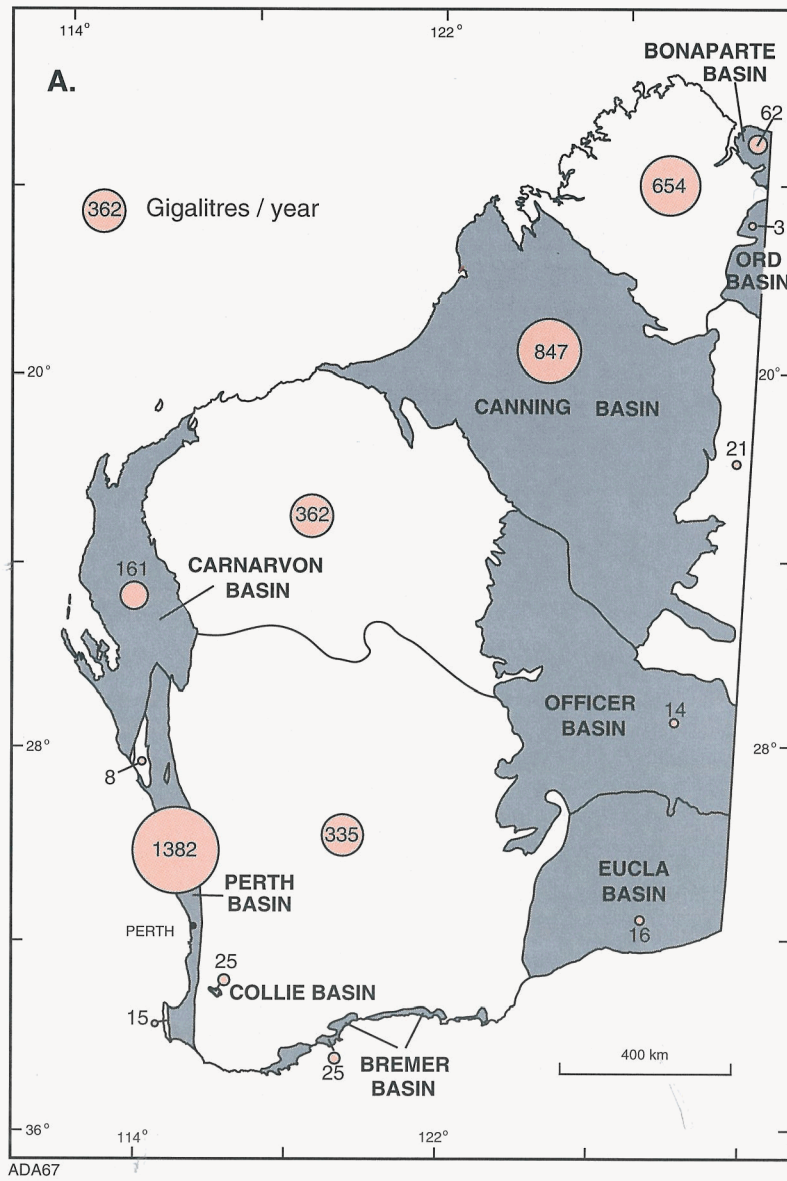 114° 122°
A.
BONAPARTE
BASIN
62
654
362 Gigalitres / year
3
ORD
BASIN
847
20° 20°
CANNING BASIN
21
362
161
CARNARVON
BASIN
OFFICER
BASIN
14
28° 28°
8
1382
335
EUCLA
BASIN
16
PERTH
BASIN
PERTH
25
COLLIE BASIN
15
25
BREMER
BASIN
400 km
36°
114° 122°
ADA67